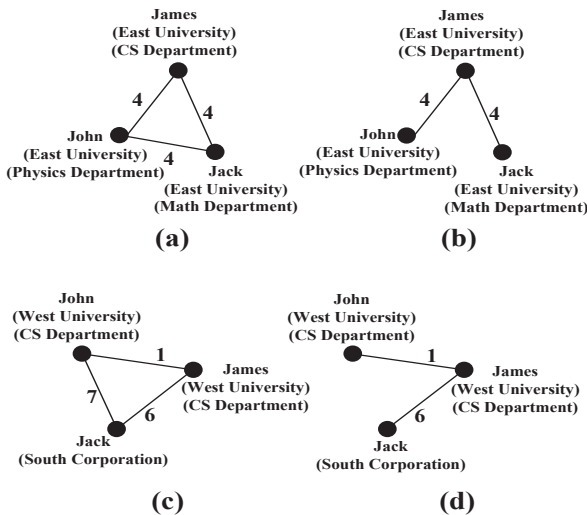 James
(East University)
(CS Department)
4
4
4
John
(East University)
(Physics Department)
Jack
(East University)
(Math Department)
(a)
James
(East University)
(CS Department)
4
4
John
(East University)
(Physics Department)
Jack
(East University)
(Math Department)
(b)
John
(West University)
(CS Department)
1
7
6
James
(West University)
(CS Department)
Jack
(South Corporation)
(c)
John
(West University)
(CS Department)
1
6
James
(West University)
(CS Department)
Jack
(South Corporation)
(d)